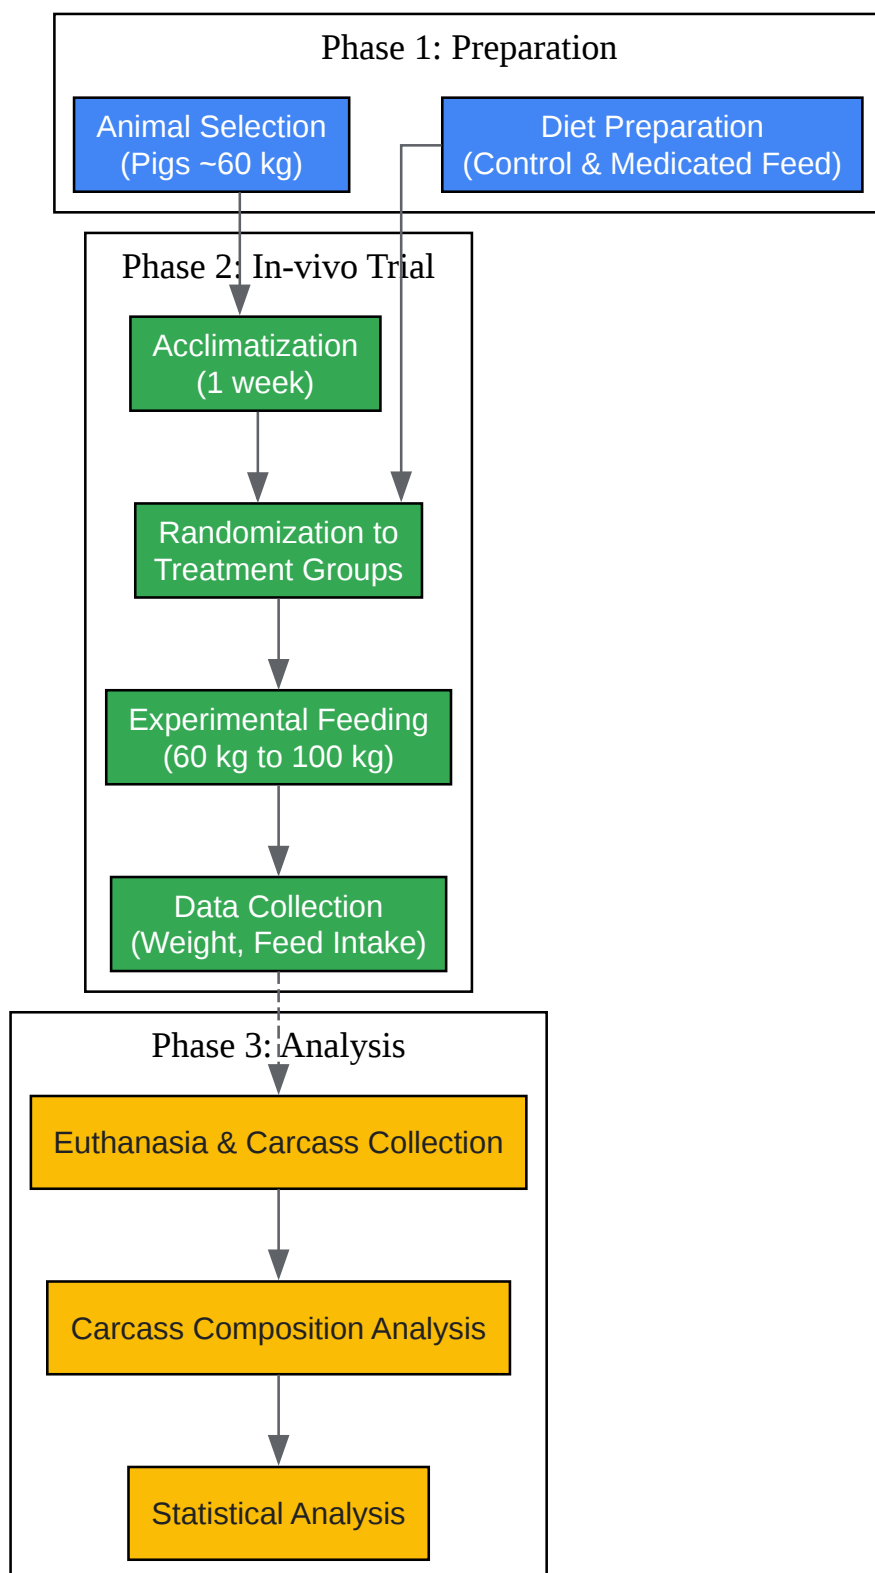 Phase 1: Preparation
Animal Selection
(Pigs ~60 kg)
Diet Preparation
(Control & Medicated Feed)
Phase 2: In-vivo Trial
Acclimatization
(1 week)
Randomization to
Treatment Groups
Experimental Feeding
(60 kg to 100 kg)
Data Collection
(Weight, Feed Intake)
Phase 3: Analysis
Euthanasia & Carcass Collection
Carcass Composition Analysis
Statistical Analysis